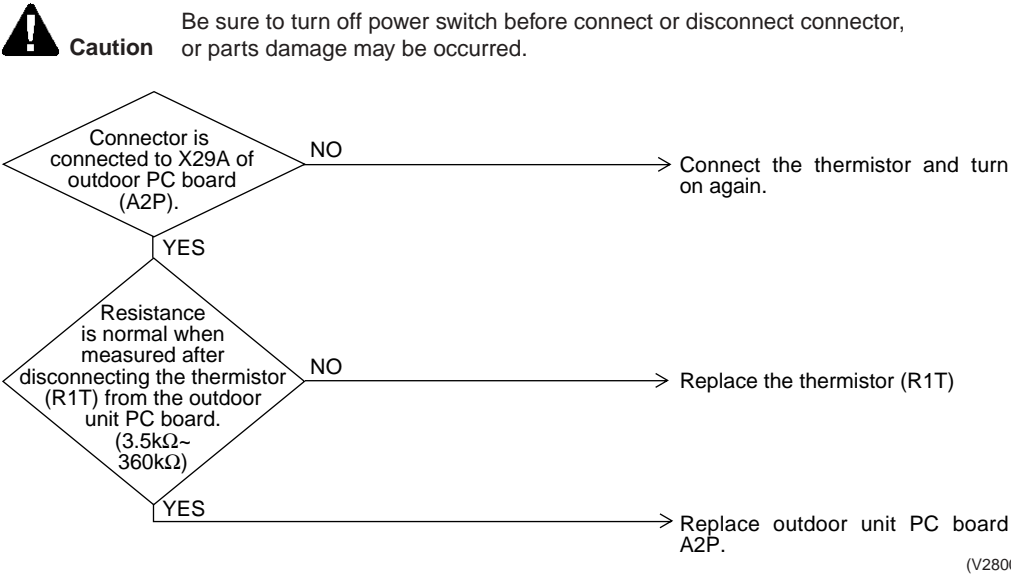 Be sure to turn off power switch before connect or disconnect connector,
Caution or parts damage may be occurred.
Connector is
connected to X29A of
outdoor PC board
(A2P).
NO
Connect the thermistor and turn
on again.
YES
Resistance
is normal when
measured after
disconnecting the thermistor
(R1T) from the outdoor
unit PC board.
(3.5kΩ~
360kΩ)
NO
Replace the thermistor (R1T)
YES
Replace outdoor unit PC board
A2P.